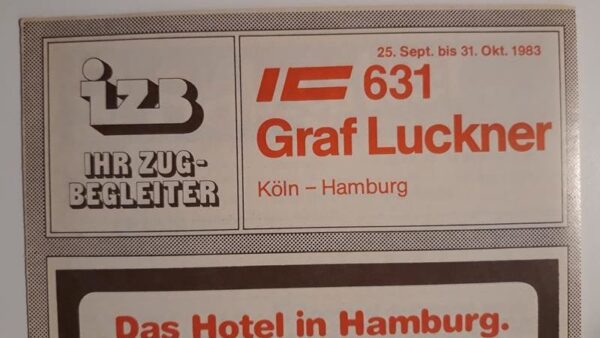 izb
IHR ZUG-
BEGLEITER
25. Sept. bis 31. Okt. 1983
IC 631
Graf Luckner
Köln – Hamburg
Das Hotel in Hamburg.